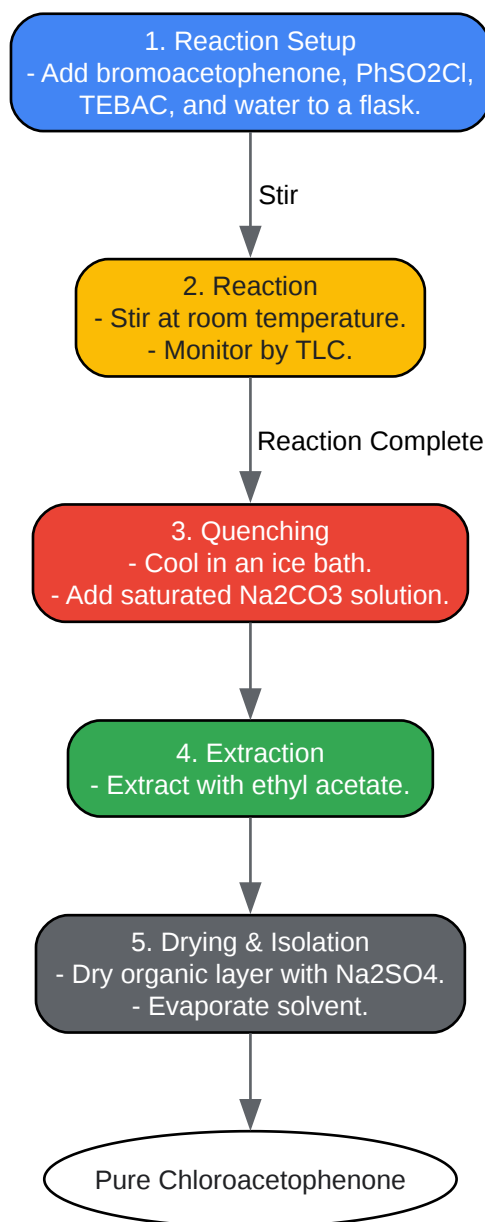 1. Reaction Setup
- Add bromoacetophenone, PhSO2Cl,
TEBAC, and water to a flask.
Stir
2. Reaction
- Stir at room temperature.
- Monitor by TLC.
Reaction Complete
3. Quenching
- Cool in an ice bath.
- Add saturated Na2CO3 solution.
4. Extraction
- Extract with ethyl acetate.
5. Drying & Isolation
- Dry organic layer with Na2SO4.
- Evaporate solvent.
Pure Chloroacetophenone